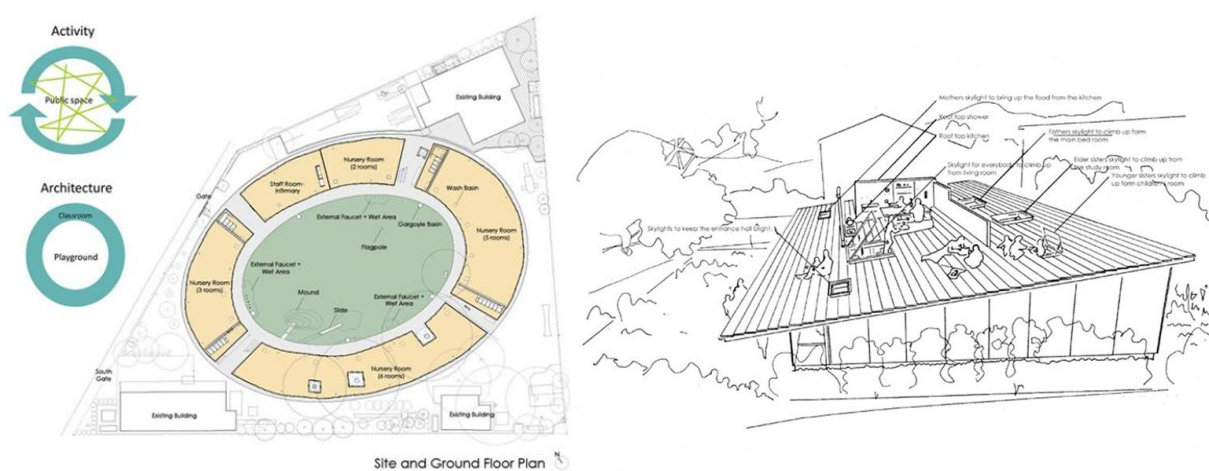 Activity
Public space
Architecture
Classroom
Playground
Existing Building
Nursery Room
(2 rooms)
Staff Room-
Infirmary
Wash Basin
Gate
External Faucet + Wet Area
Gargoyle Basin
Flagpole
Nursery Room
(5 rooms)
External Faucet +
Wet Area
Nursery Room
(3 rooms)
Mound
External Faucet +
Wet Area
Slide
Nursery Room
(6 rooms)
South
Gate
Existing Building
Existing Building
Site and Ground Floor Plan
N
Mothers skylight to bring up the food from the kitchen
Roof top shower
Roof top kitchen
Fathers skylight to climb up form
the main bed room
Skylight for everybody to climb up
from living room
Elder sisters skylight to climb up from
the study room
Younger sisters skylight to climb
up form children room
Skylights to keep the entrance hall bright.